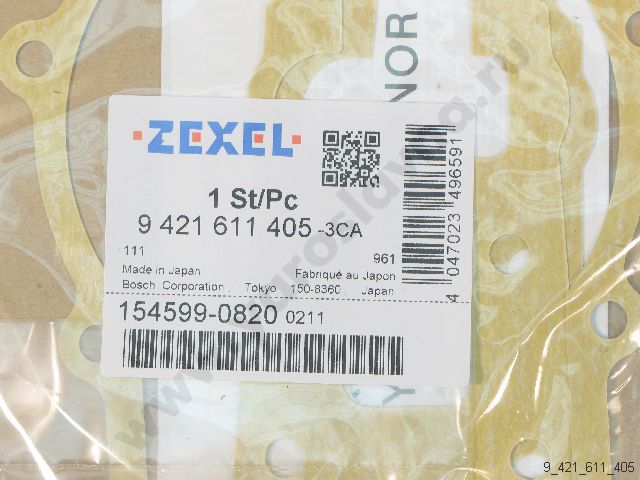 ZEXEL
1 St/Pc
9 421 611 405 -3CA
111
961
Made in Japan
Fabriqué au Japon
Bosch Corporation, Tokyo 150-8360 Japan
154599-0820 0211
4 047023 496591
NOR
Y
9_421_611_405